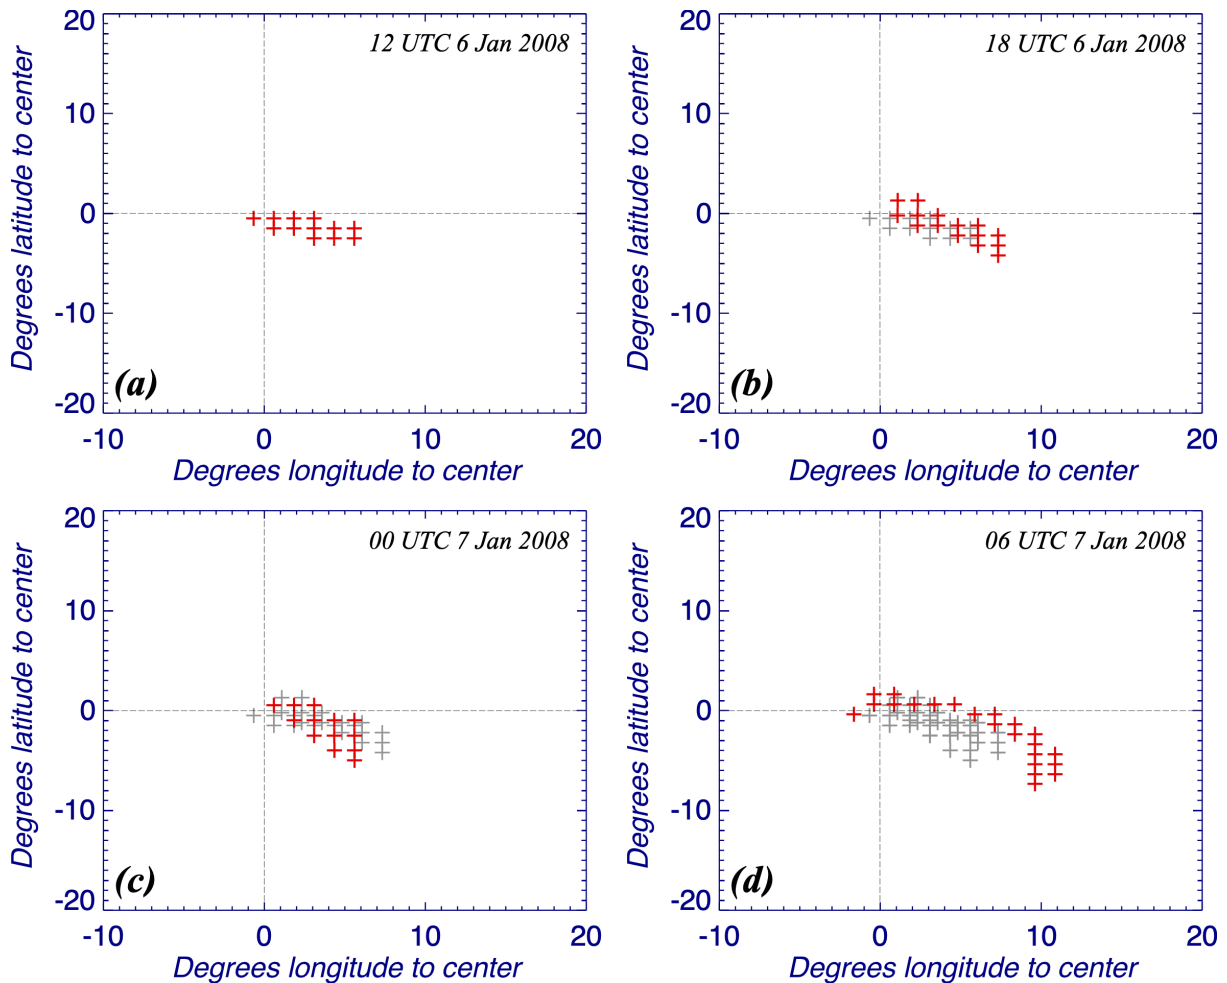 12 UTC 6 Jan 2008
20
10
0
-10
-20
-10 0 10 20
Degrees latitude to center
Degrees longitude to center
(a)
18 UTC 6 Jan 2008
20
10
0
-10
-20
-10 0 10 20
Degrees latitude to center
Degrees longitude to center
(b)
00 UTC 7 Jan 2008
20
10
0
-10
-20
-10 0 10 20
Degrees latitude to center
Degrees longitude to center
(c)
06 UTC 7 Jan 2008
20
10
0
-10
-20
-10 0 10 20
Degrees latitude to center
Degrees longitude to center
(d)